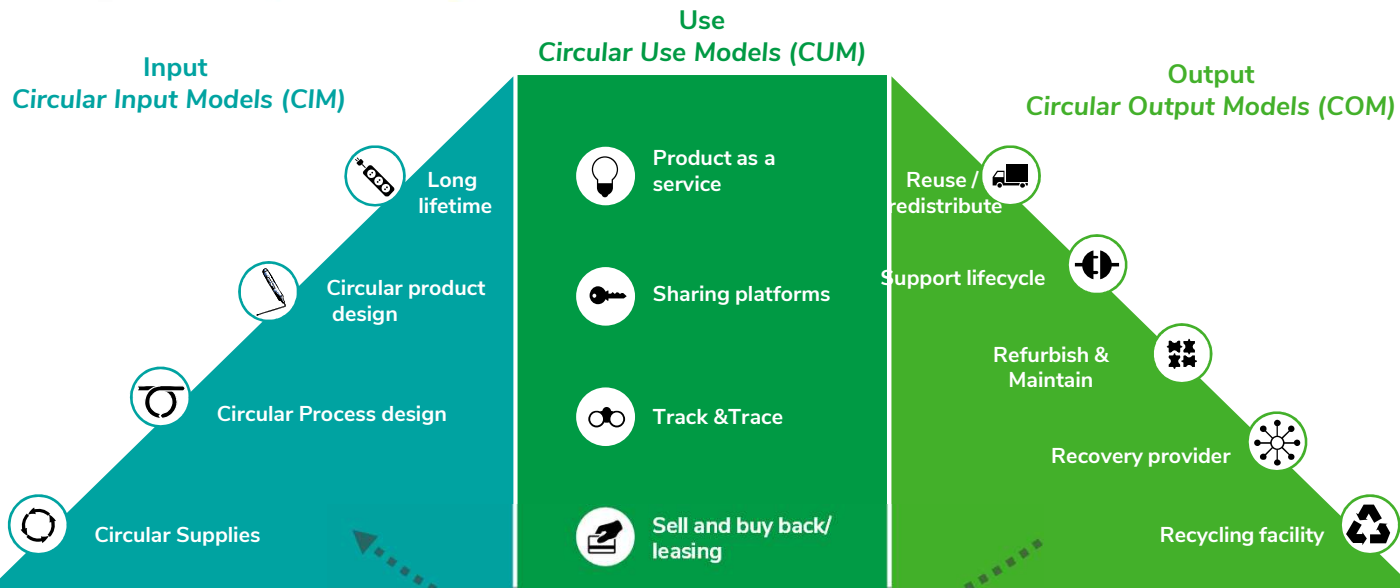 Use
Circular Use Models (CUM)
Input
Circular Input Models (CIM)
Output
Circular Output Models (COM)
Long
lifetime
Circular product
design
Circular Process design
Circular Supplies
Product as a
service
Sharing platforms
Track &Trace
Sell and buy back/
leasing
Reuse /
redistribute
Support lifecycle
Refurbish &
Maintain
Recovery provider
Recycling facility